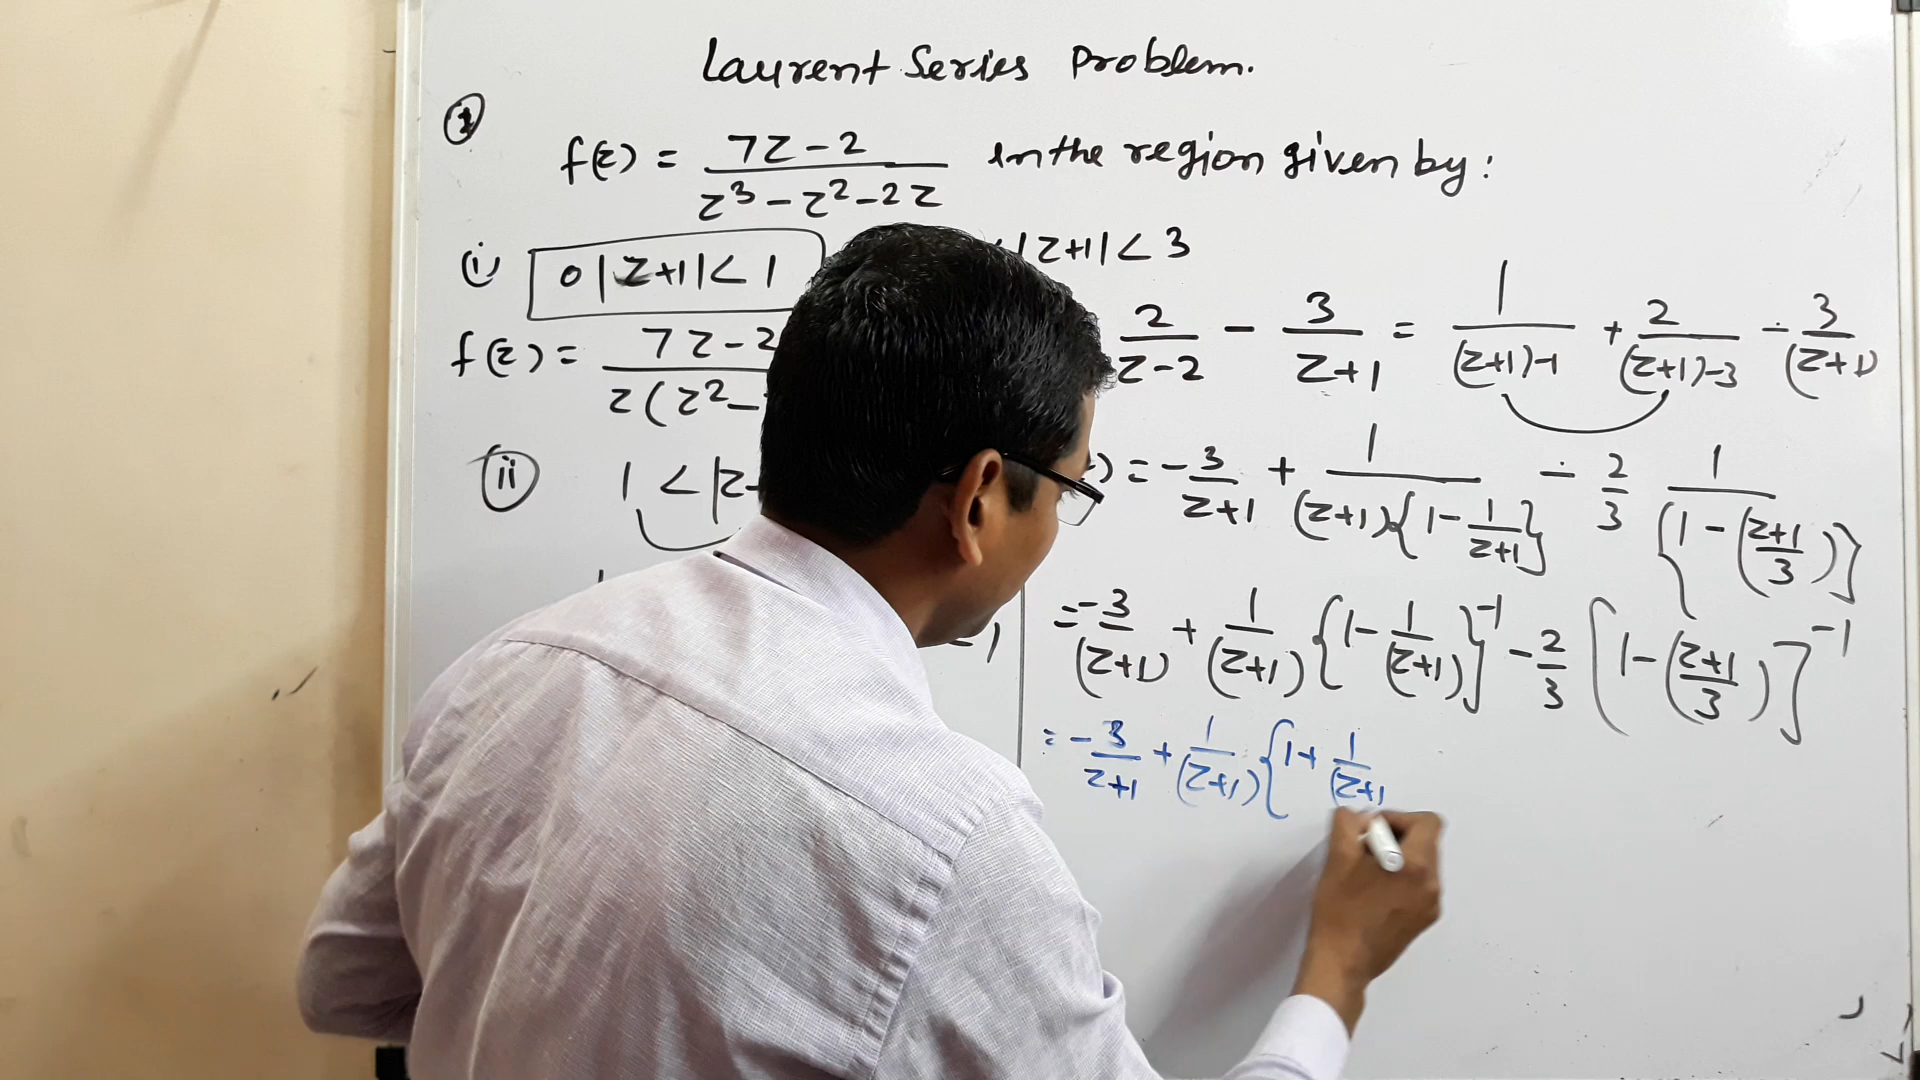 Laurent Series Problem.
1
f(z) = (7z-2)/(z³-z²-2z) in the region given by:
(i) 0|z+1|<1 |z+1|<3
f(z) = 7z-2 / z(z²- 2/(z-2) - 3/(z+1) = 1/((z+1)-1) + 2/((z+1)-3) - 3/(z+1)
(ii) 1<|z- ) = -3/(z+1) + 1/((z+1){1-1/(z+1)}) - 2/3 1/{1-((z+1)/3)}
-1 = -3/(z+1) + 1/(z+1) {1-1/(z+1)}⁻¹ - 2/3 [1-((z+1)/3)]⁻¹
= -3/(z+1) + 1/(z+1) {1+ 1/(z+1